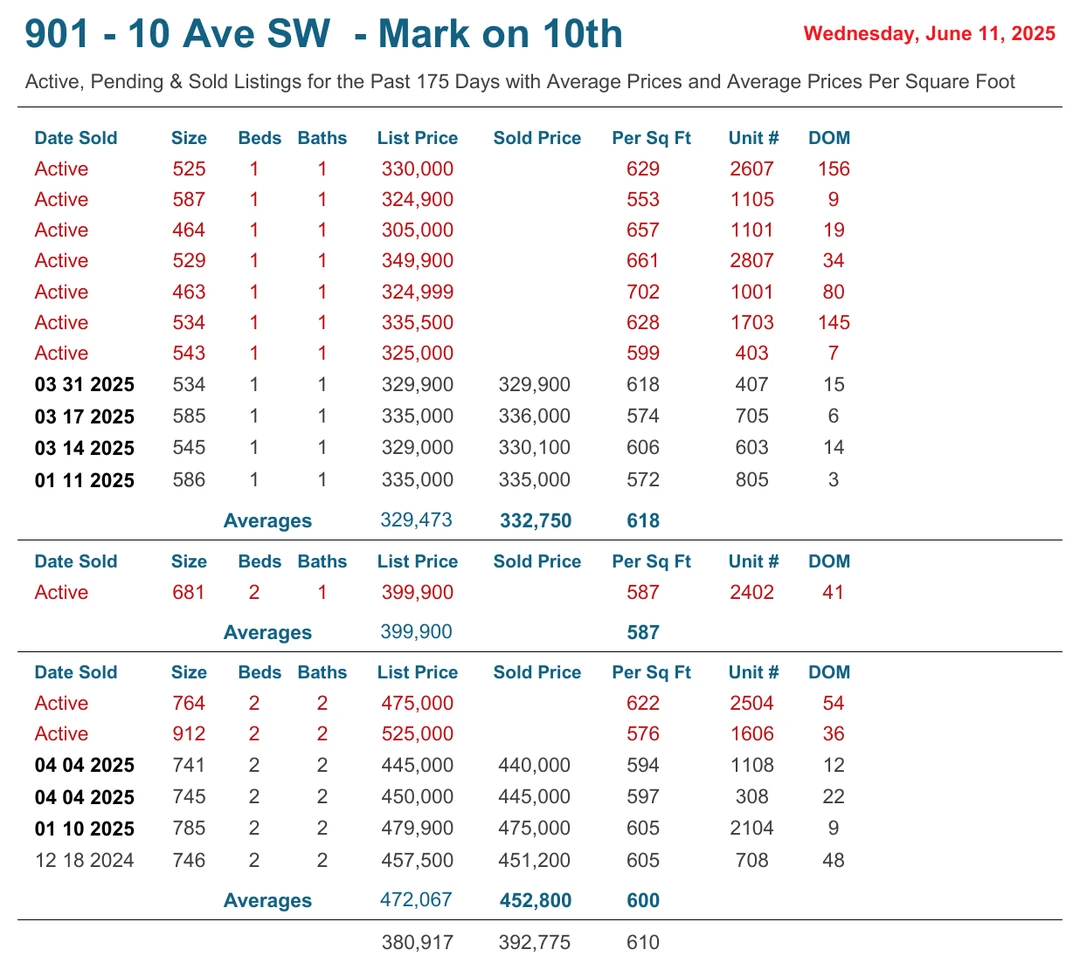 901 - 10 Ave SW - Mark on 10th Wednesday, June 11, 2025
Active, Pending & Sold Listings for the Past 175 Days with Average Prices and Average Prices Per Square Foot
Date Sold Size Beds Baths List Price Sold Price Per Sq Ft Unit # DOM
Active 525 1 1 330,000 629 2607 156
Active 587 1 1 324,900 553 1105 9
Active 464 1 1 305,000 657 1101 19
Active 529 1 1 349,900 661 2807 34
Active 463 1 1 324,999 702 1001 80
Active 534 1 1 335,500 628 1703 145
Active 543 1 1 325,000 599 403 7
03 31 2025 534 1 1 329,900 329,900 618 407 15
03 17 2025 585 1 1 335,000 336,000 574 705 6
03 14 2025 545 1 1 329,000 330,100 606 603 14
01 11 2025 586 1 1 335,000 335,000 572 805 3
Averages 329,473 332,750 618
Date Sold Size Beds Baths List Price Sold Price Per Sq Ft Unit # DOM
Active 681 2 1 399,900 587 2402 41
Averages 399,900 587
Date Sold Size Beds Baths List Price Sold Price Per Sq Ft Unit # DOM
Active 764 2 2 475,000 622 2504 54
Active 912 2 2 525,000 576 1606 36
04 04 2025 741 2 2 445,000 440,000 594 1108 12
04 04 2025 745 2 2 450,000 445,000 597 308 22
01 10 2025 785 2 2 479,900 475,000 605 2104 9
12 18 2024 746 2 2 457,500 451,200 605 708 48
Averages 472,067 452,800 600
380,917 392,775 610